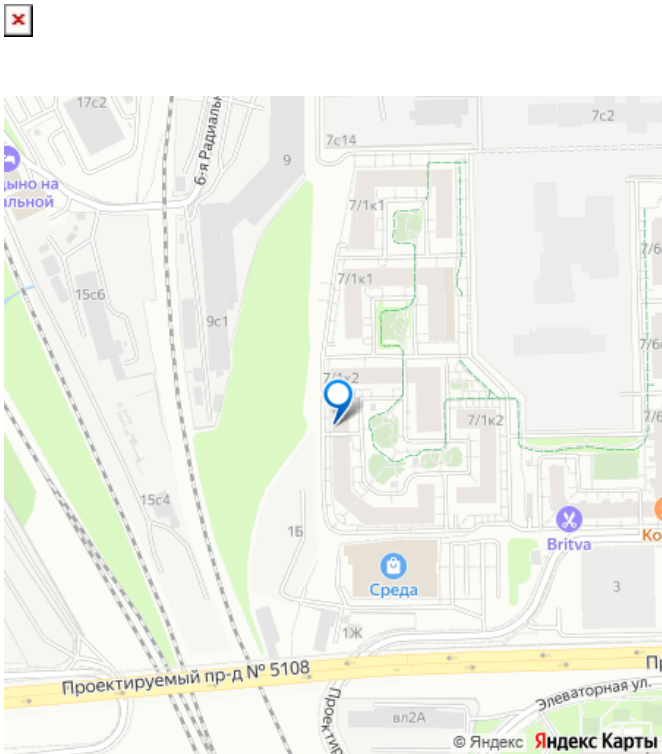 17с2
6-я Радиальн
7с2
9
7с14
дыно на
альной
7/1к1
7/6
7/1к1
15с6
9с1
7/6
7/1к2
7/1к2
7/6
15с4
1Б
Britva
Ко
Среда
3
1Ж
Проектируемый пр-д № 5108
Пр
Элеваторная ул.
Проектир
вл2А
© Яндекс Яндекс Карты